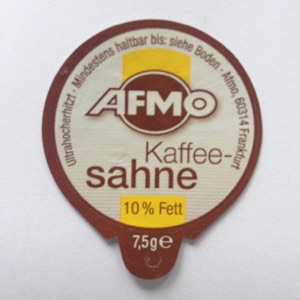 Ultrahocherhitzt · Mindestens haltbar bis: siehe Boden · Afmo, 60314 Frankfurt
AFMO
Kaffee-
sahne
10% Fett
7,5g℮